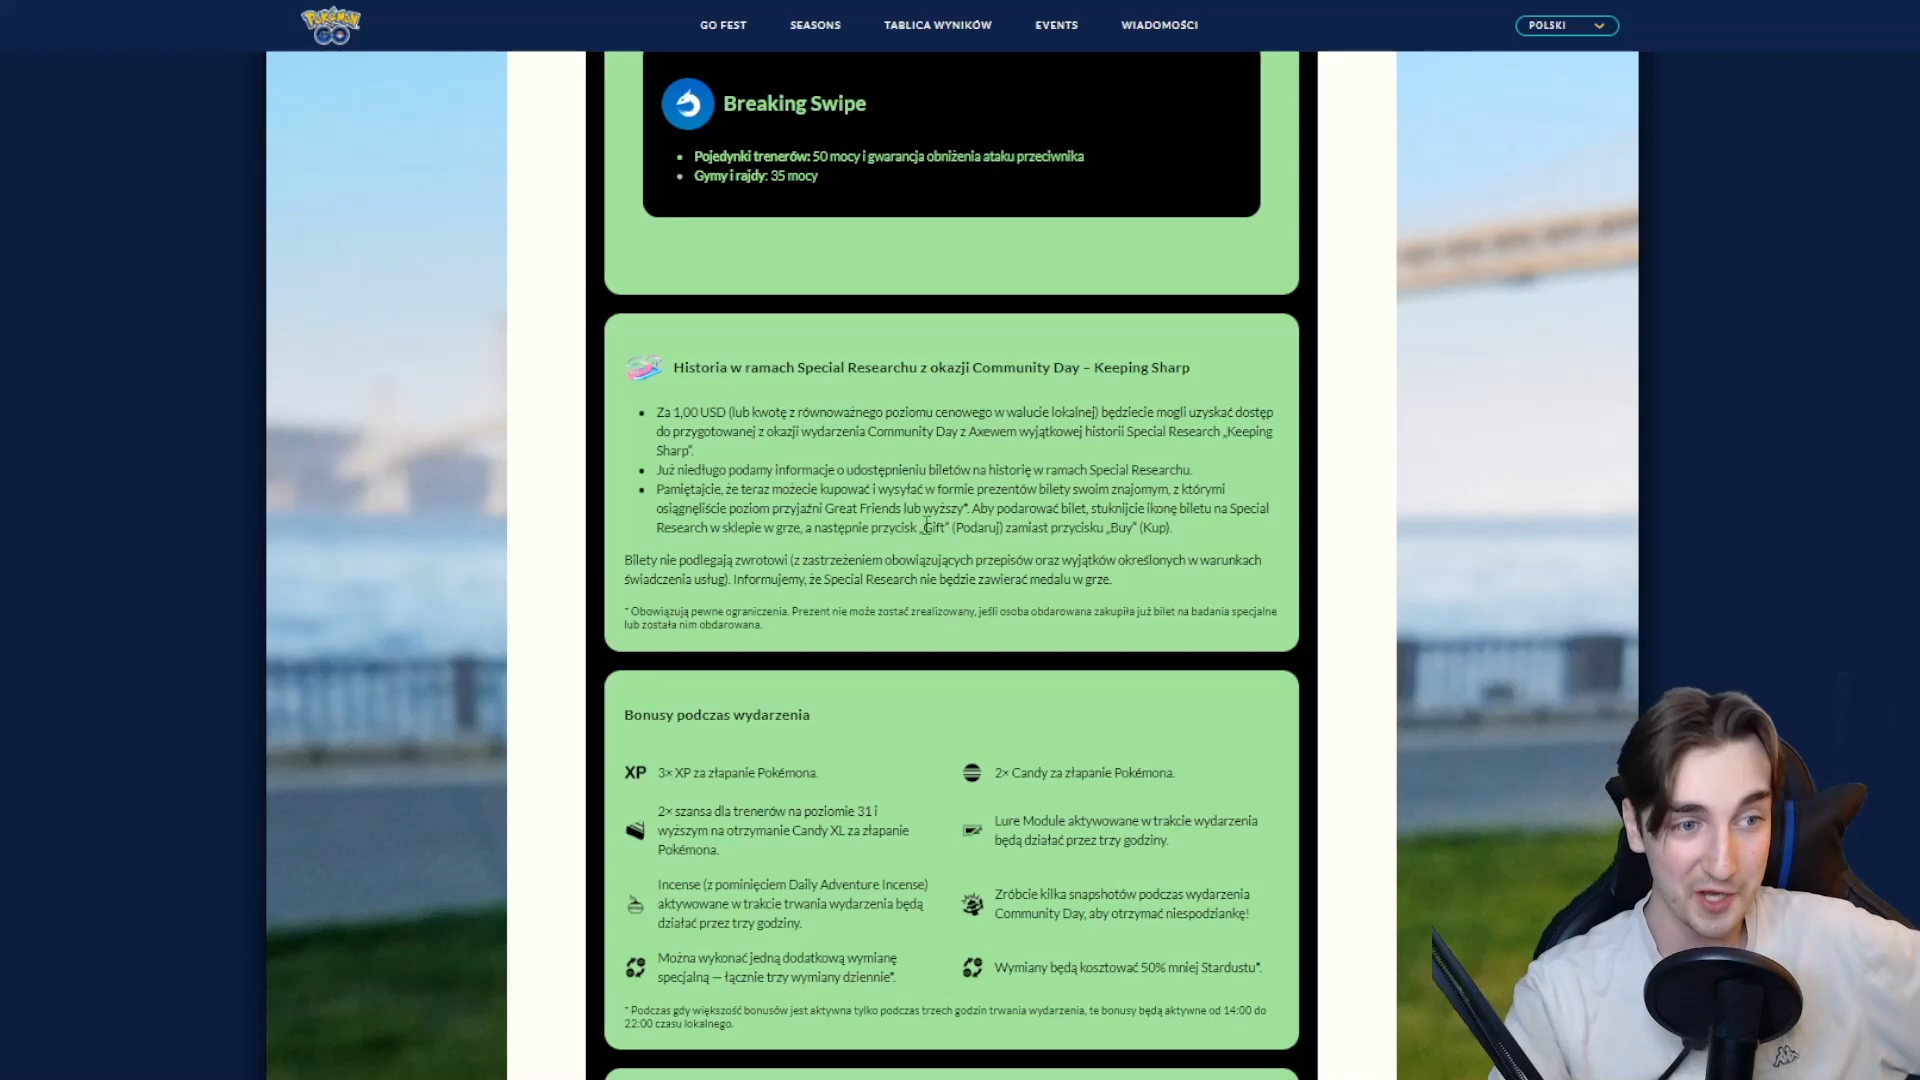 Pokémon GO
GO FEST SEASONS TABLICA WYNIKÓW EVENTS WIADOMOŚCI
POLSKI
Breaking Swipe
• Pojedynki trenerów: 50 mocy i gwarancja obniżenia ataku przeciwnika
• Gymy i rajdy: 35 mocy
Historia w ramach Special Researchu z okazji Community Day – Keeping Sharp
• Za 1,00 USD (lub kwotę z równoważnego poziomu cenowego w walucie lokalnej) będziecie mogli uzyskać dostęp
do przygotowanej z okazji wydarzenia Community Day z Axewem wyjątkowej historii Special Research „Keeping
Sharp”.
• Już niedługo podamy informacje o udostępnieniu biletów na historię w ramach Special Researchu.
• Pamiętajcie, że teraz możecie kupować i wysyłać w formie prezentów bilety swoim znajomym, z którymi
osiągnęliście poziom przyjaźni Great Friends lub wyższy*. Aby podarować bilet, stuknijcie ikonę biletu na Special
Research w sklepie w grze, a następnie przycisk „Gift” (Podaruj) zamiast przycisku „Buy” (Kup).
Bilety nie podlegają zwrotowi (z zastrzeżeniem obowiązujących przepisów oraz wyjątków określonych w warunkach
świadczenia usług). Informujemy, że Special Research nie będzie zawierać medalu w grze.
* Obowiązują pewne ograniczenia. Prezent nie może zostać zrealizowany, jeśli osoba obdarowana zakupiła już bilet na badania specjalne
lub została nim obdarowana.
Bonusy podczas wydarzenia
XP 3× XP za złapanie Pokémona.
2× Candy za złapanie Pokémona.
2× szansa dla trenerów na poziomie 31 i
wyższym na otrzymanie Candy XL za złapanie
Pokémona.
Lure Module aktywowane w trakcie wydarzenia
będą działać przez trzy godziny.
Incense (z pominięciem Daily Adventure Incense)
aktywowane w trakcie trwania wydarzenia będą
działać przez trzy godziny.
Zróbcie kilka snapshotów podczas wydarzenia
Community Day, aby otrzymać niespodziankę!
Można wykonać jedną dodatkową wymianę
specjalną — łącznie trzy wymiany dziennie*.
Wymiany będą kosztować 50% mniej Stardustu*.
* Podczas gdy większość bonusów jest aktywna tylko podczas trzech godzin trwania wydarzenia, te bonusy będą aktywne od 14:00 do
22:00 czasu lokalnego.